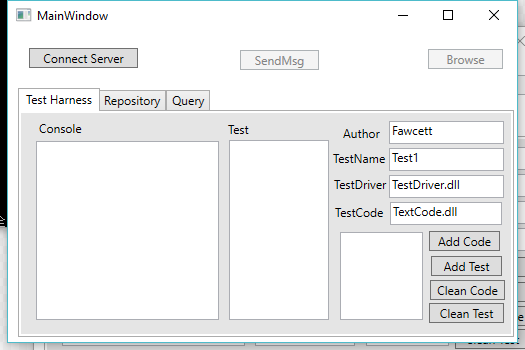 MainWindow
Connect Server
SendMsg
Browse
Test Harness
Repository
Query
Console
Test
Author
Fawcett
TestName
Test1
TestDriver
TestDriver.dll
TestCode
TextCode.dll
Add Code
Add Test
Clean Code
Clean Test